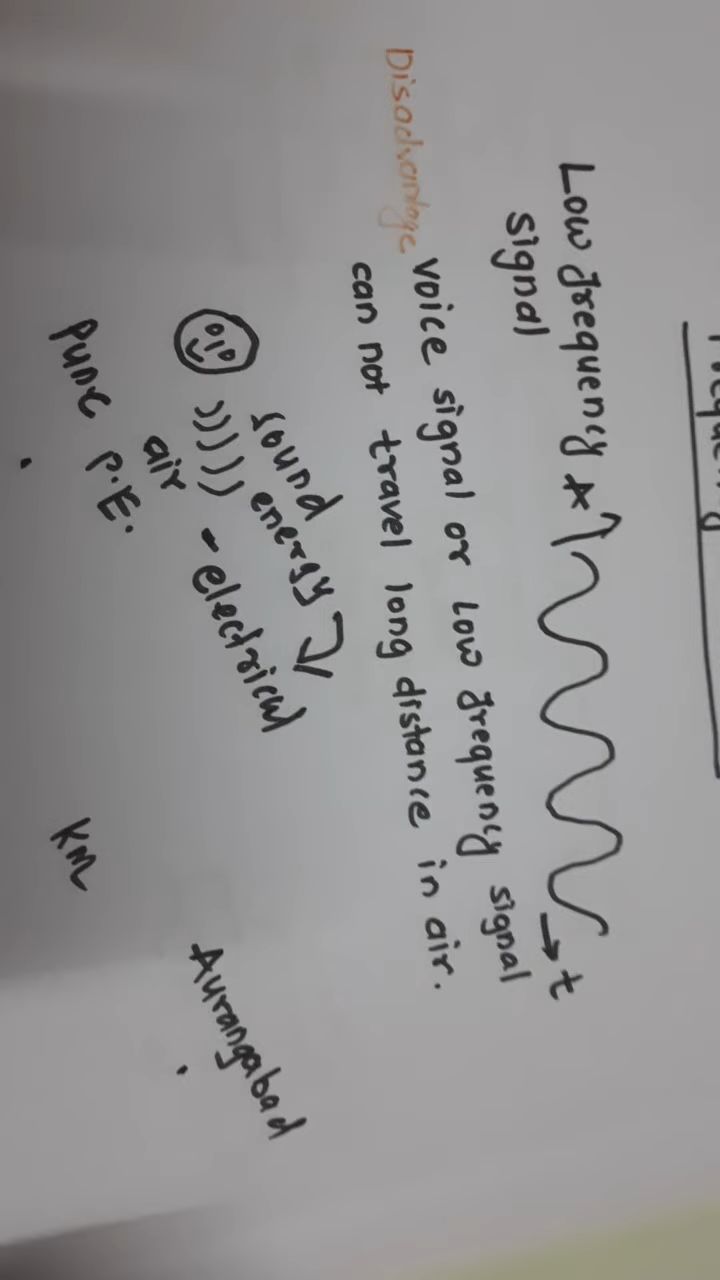 Low frequency
signal
A
→ t
Disadvantage
voice signal or Low frequency signal
can not travel long distance in air.
sound
energy
air
- electrical
P.E.
Pune
Km
Aurangabad